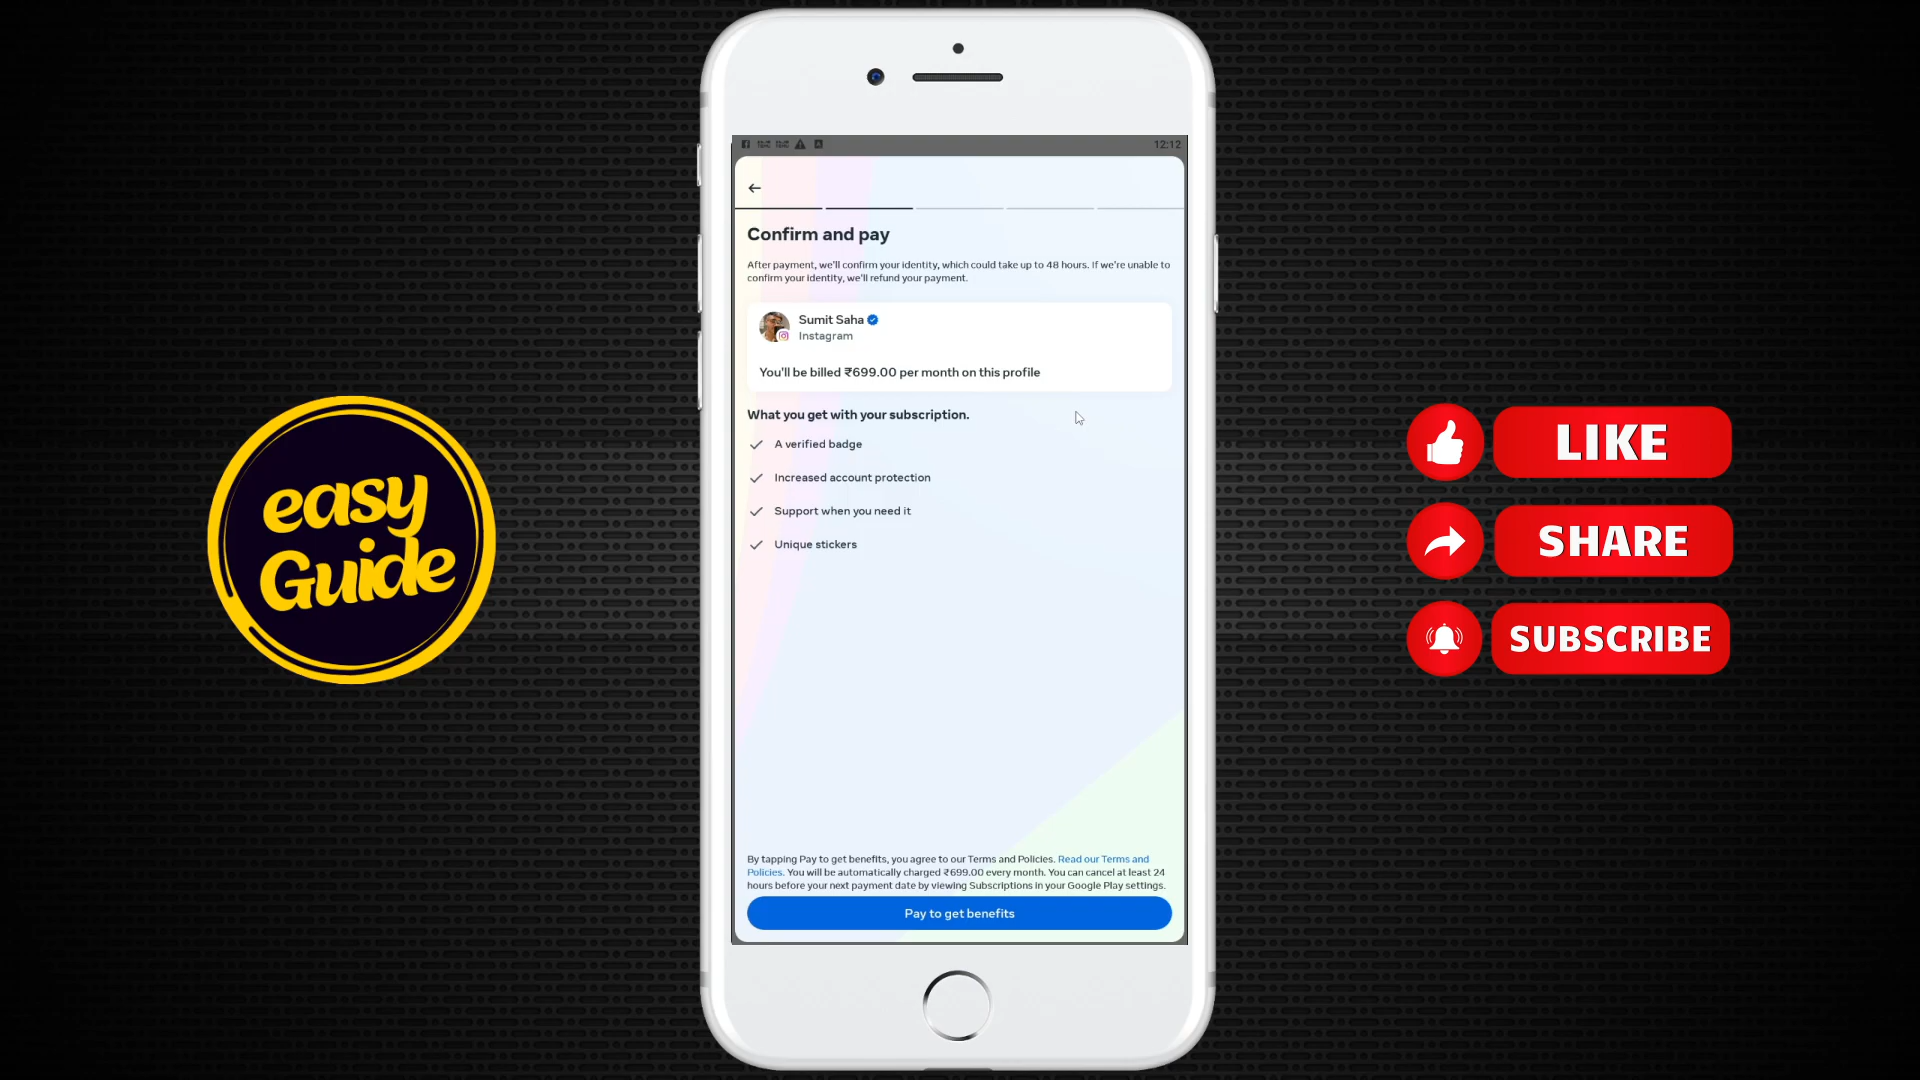 12:12
Confirm and pay
After payment, we'll confirm your identity, which could take up to 48 hours. If we're unable to
confirm your identity, we'll refund your payment.
Sumit Saha
Instagram
You'll be billed ₹699.00 per month on this profile
What you get with your subscription.
A verified badge
Increased account protection
Support when you need it
Unique stickers
By tapping Pay to get benefits, you agree to our Terms and Policies. Read our Terms and
Policies. You will be automatically charged ₹699.00 every month. You can cancel at least 24
hours before your next payment date by viewing Subscriptions in your Google Play settings.
Pay to get benefits
easy
Guide
LIKE
SHARE
SUBSCRIBE